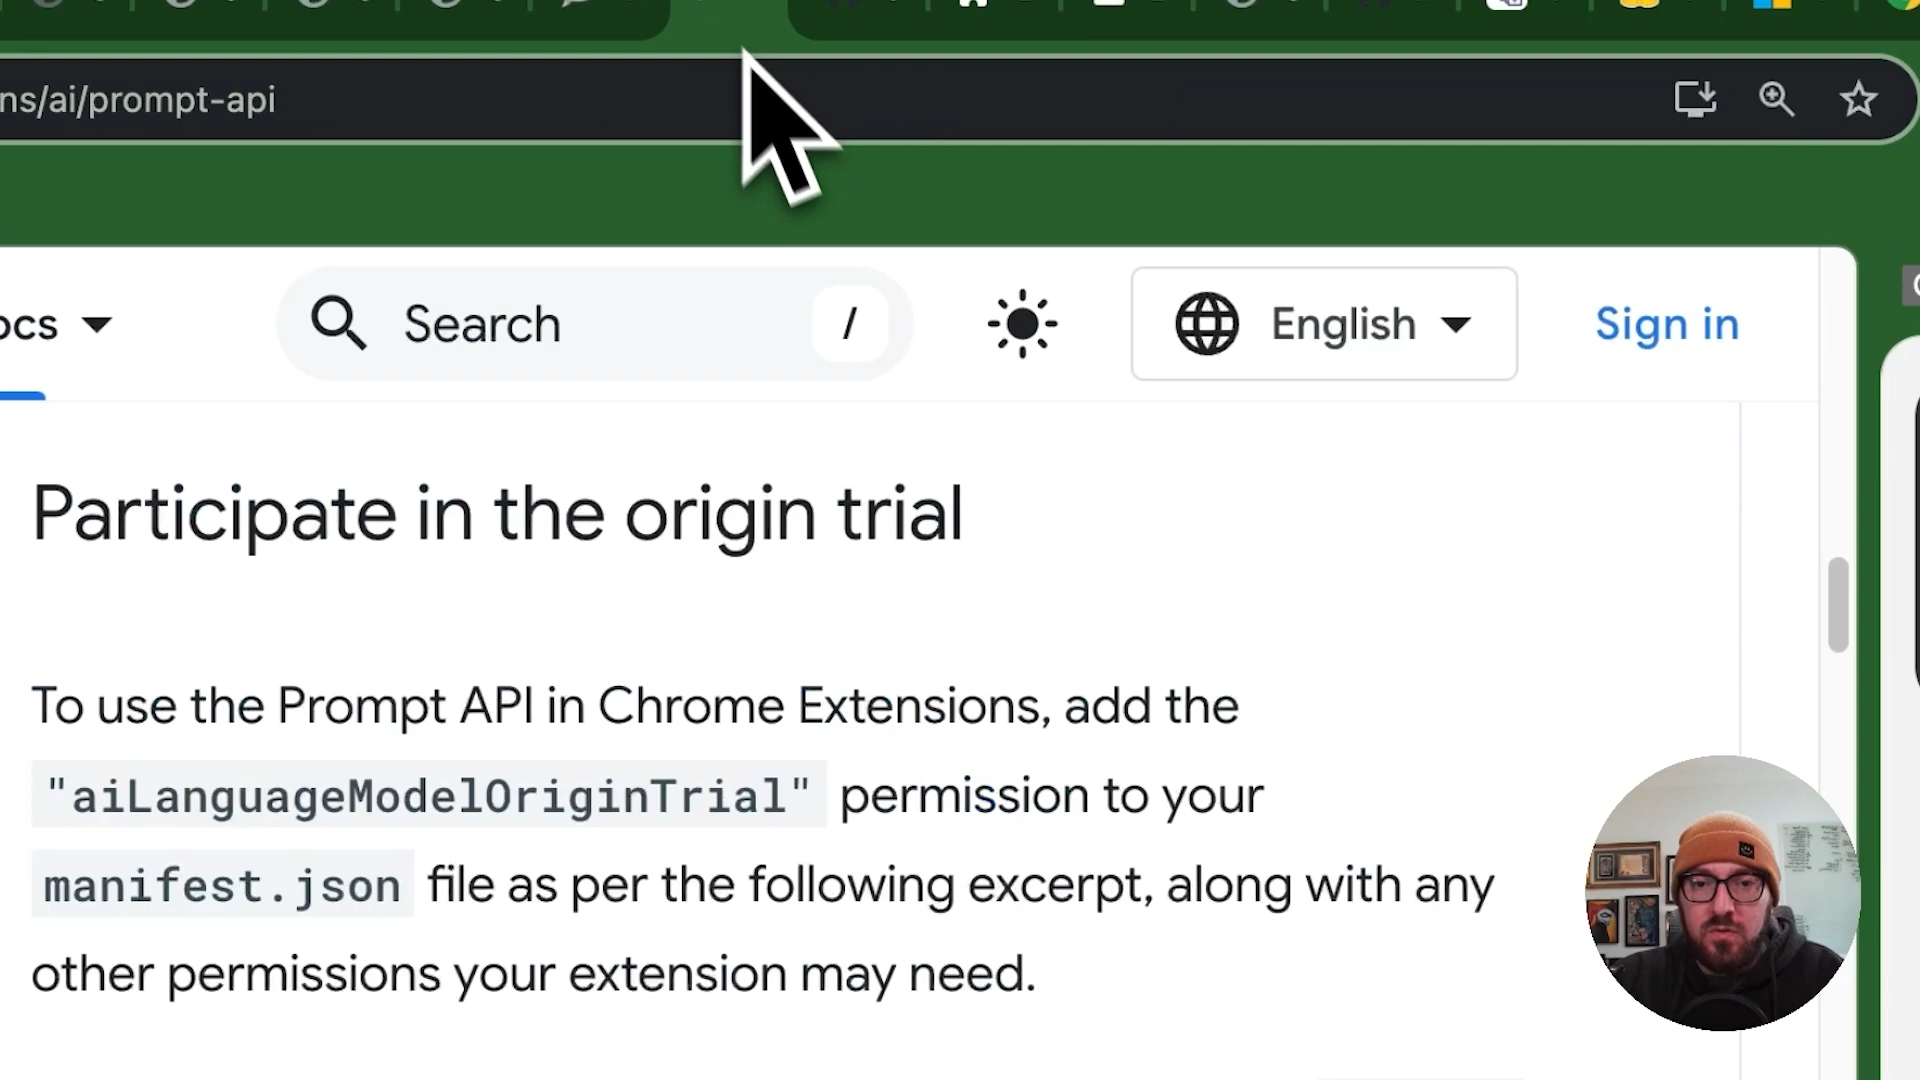 ns/ai/prompt-api
ocs
Search
/
English
Sign in
Participate in the origin trial
To use the Prompt API in Chrome Extensions, add the
"aiLanguageModelOriginTrial" permission to your
manifest.json file as per the following excerpt, along with any
other permissions your extension may need.